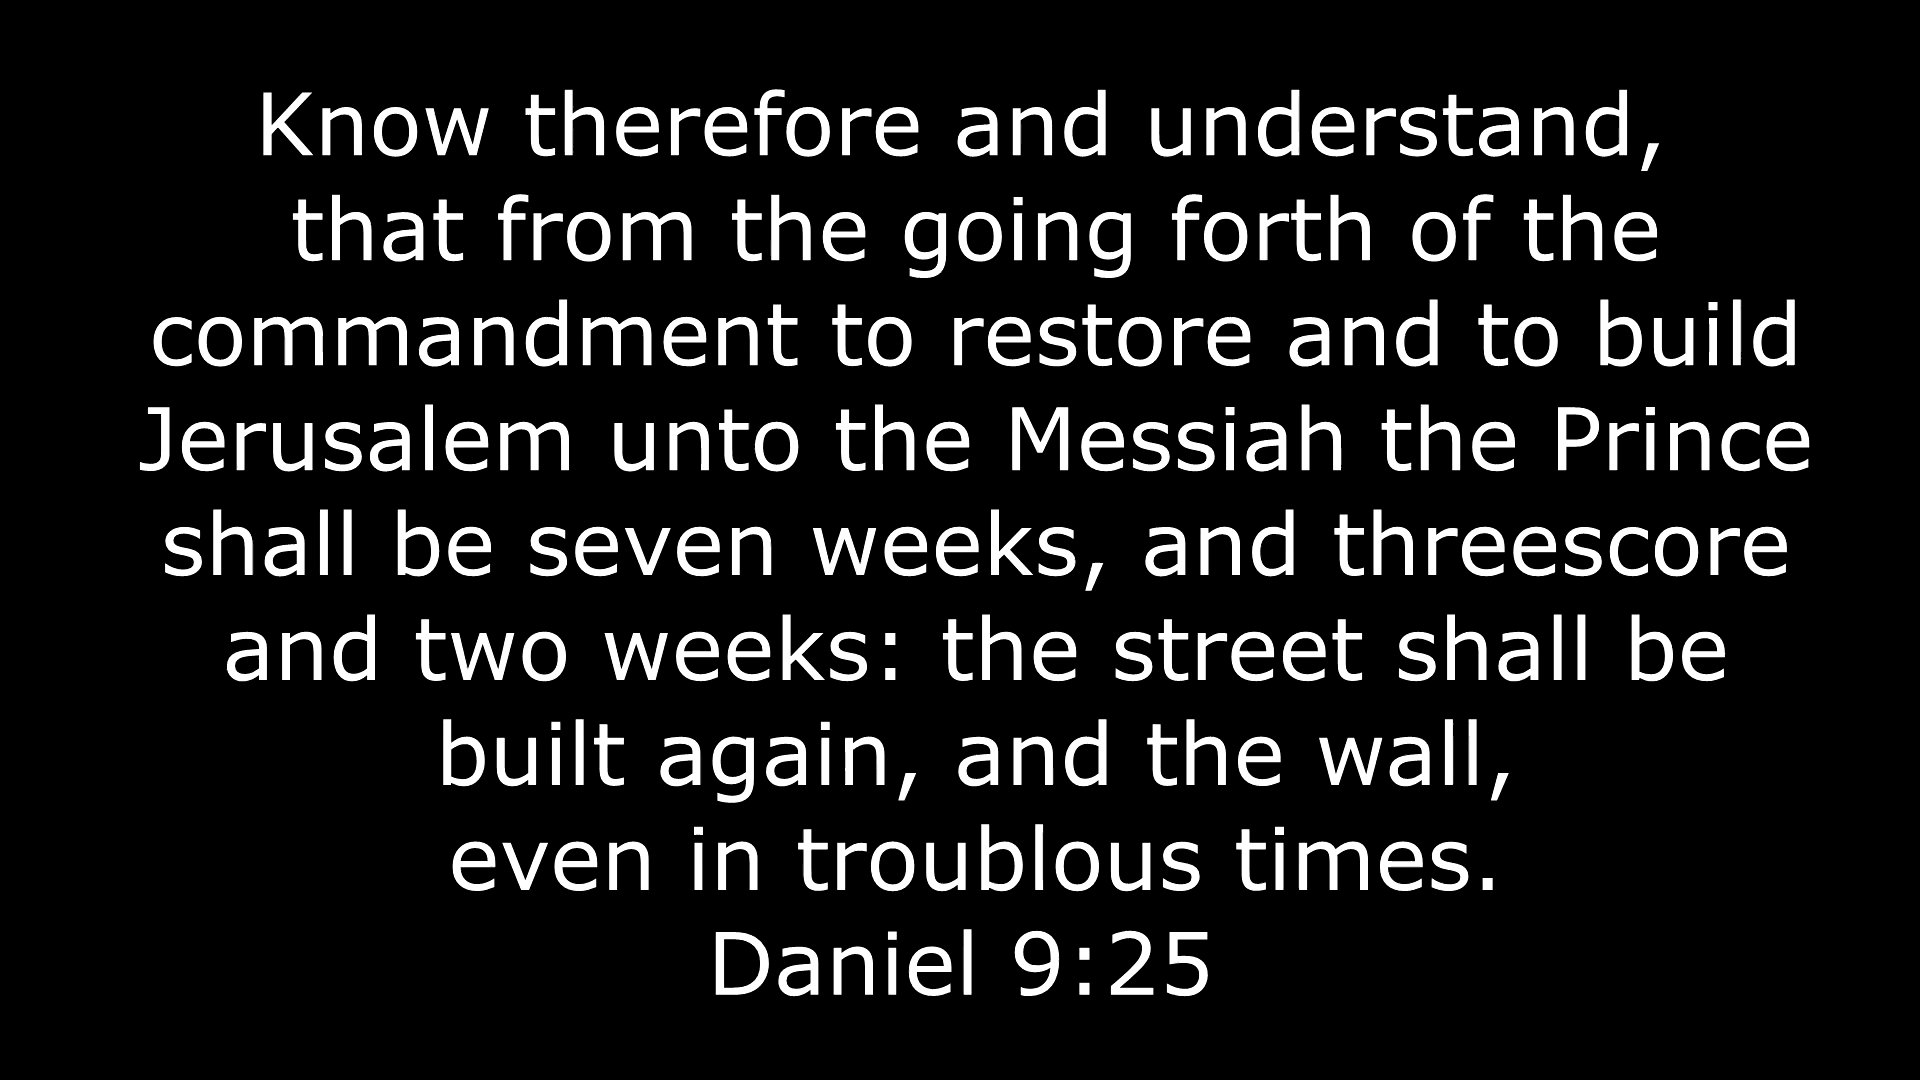 Know therefore and understand,
that from the going forth of the
commandment to restore and to build
Jerusalem unto the Messiah the Prince
shall be seven weeks, and threescore
and two weeks: the street shall be
built again, and the wall,
even in troublous times.
Daniel 9:25